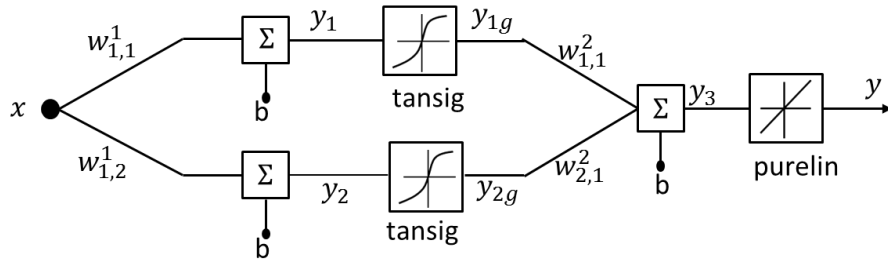 x
w¹₁,₁
Σ
b
y₁
tansig
y₁g
w²₁,₁
w¹₁,₂
Σ
b
y₂
tansig
y₂g
w²₂,₁
Σ
b
y₃
purelin
y